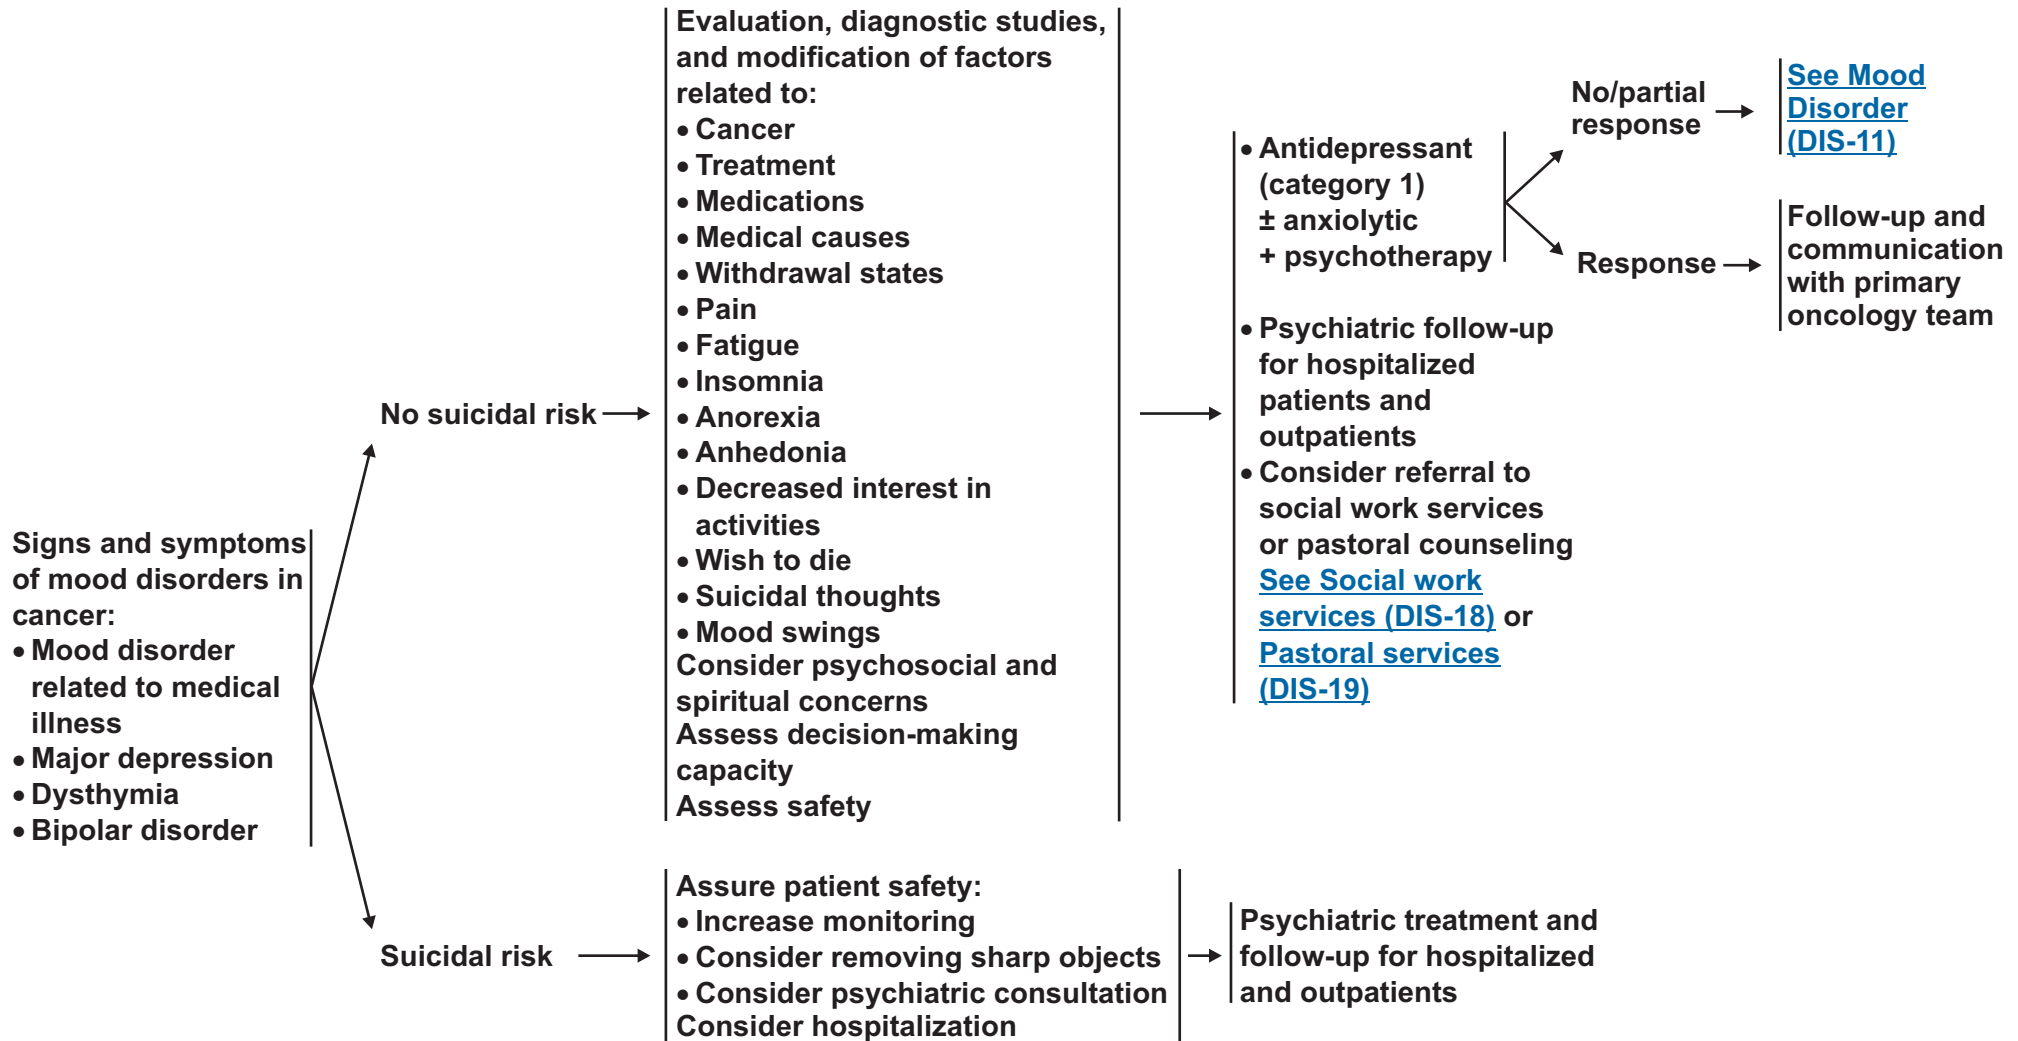 Signs and symptoms
of mood disorders in
cancer:
• Mood disorder
related to medical
illness
• Major depression
• Dysthymia
• Bipolar disorder
No suicidal risk
Evaluation, diagnostic studies,
and modification of factors
related to:
• Cancer
• Treatment
• Medications
• Medical causes
• Withdrawal states
• Pain
• Fatigue
• Insomnia
• Anorexia
• Anhedonia
• Decreased interest in
activities
• Wish to die
• Suicidal thoughts
• Mood swings
Consider psychosocial and
spiritual concerns
Assess decision-making
capacity
Assess safety
• Antidepressant
(category 1)
± anxiolytic
+ psychotherapy
• Psychiatric follow-up
for hospitalized
patients and
outpatients
• Consider referral to
social work services
or pastoral counseling
See Social work
services (DIS-18) or
Pastoral services
(DIS-19)
No/partial
response
See Mood
Disorder
(DIS-11)
Response
Follow-up and
communication
with primary
oncology team
Suicidal risk
Assure patient safety:
• Increase monitoring
• Consider removing sharp objects
• Consider psychiatric consultation
Consider hospitalization
Psychiatric treatment and
follow-up for hospitalized
and outpatients